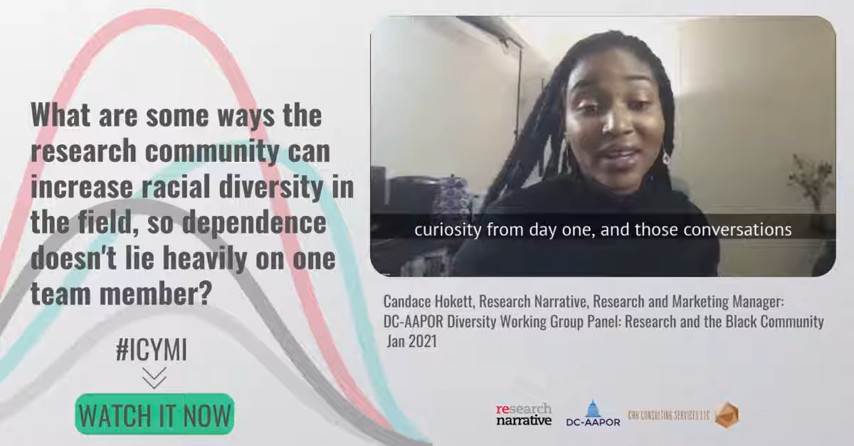 What are some ways the
research community can
increase racial diversity in
the field, so dependence
doesn't lie heavily on one
team member?
#ICYMI
WATCH IT NOW
curiosity from day one, and those conversations
Candace Hokett, Research Narrative, Research and Marketing Manager:
DC-AAPOR Diversity Working Group Panel: Research and the Black Community
Jan 2021
research
narrative
DC-AAPOR
CHH CONSULTING SERVICES LLC